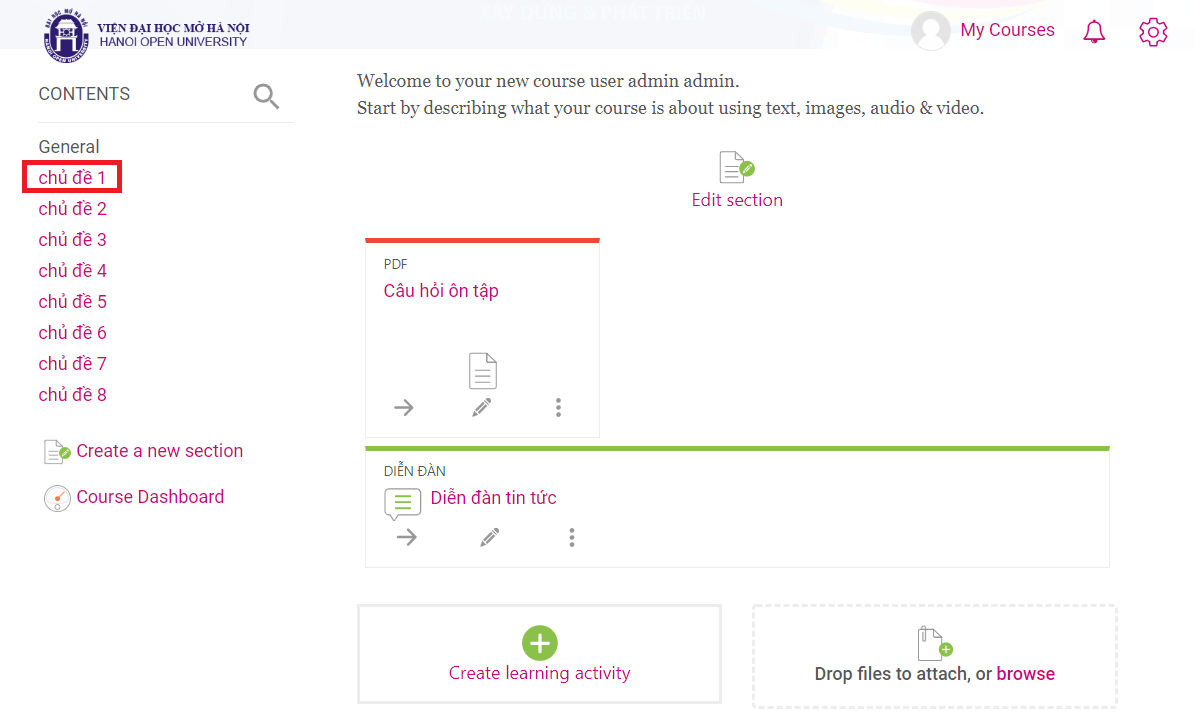 XÂY DỰNG & PHÁT TRIỂN
VIỆN ĐẠI HỌC MỞ HÀ NỘI
HANOI OPEN UNIVERSITY
My Courses
CONTENTS
General
chủ đề 1
chủ đề 2
chủ đề 3
chủ đề 4
chủ đề 5
chủ đề 6
chủ đề 7
chủ đề 8
Create a new section
Course Dashboard
Welcome to your new course user admin admin.
Start by describing what your course is about using text, images, audio & video.
Edit section
PDF
Câu hỏi ôn tập
DIỄN ĐÀN
Diễn đàn tin tức
Create learning activity
Drop files to attach, or browse